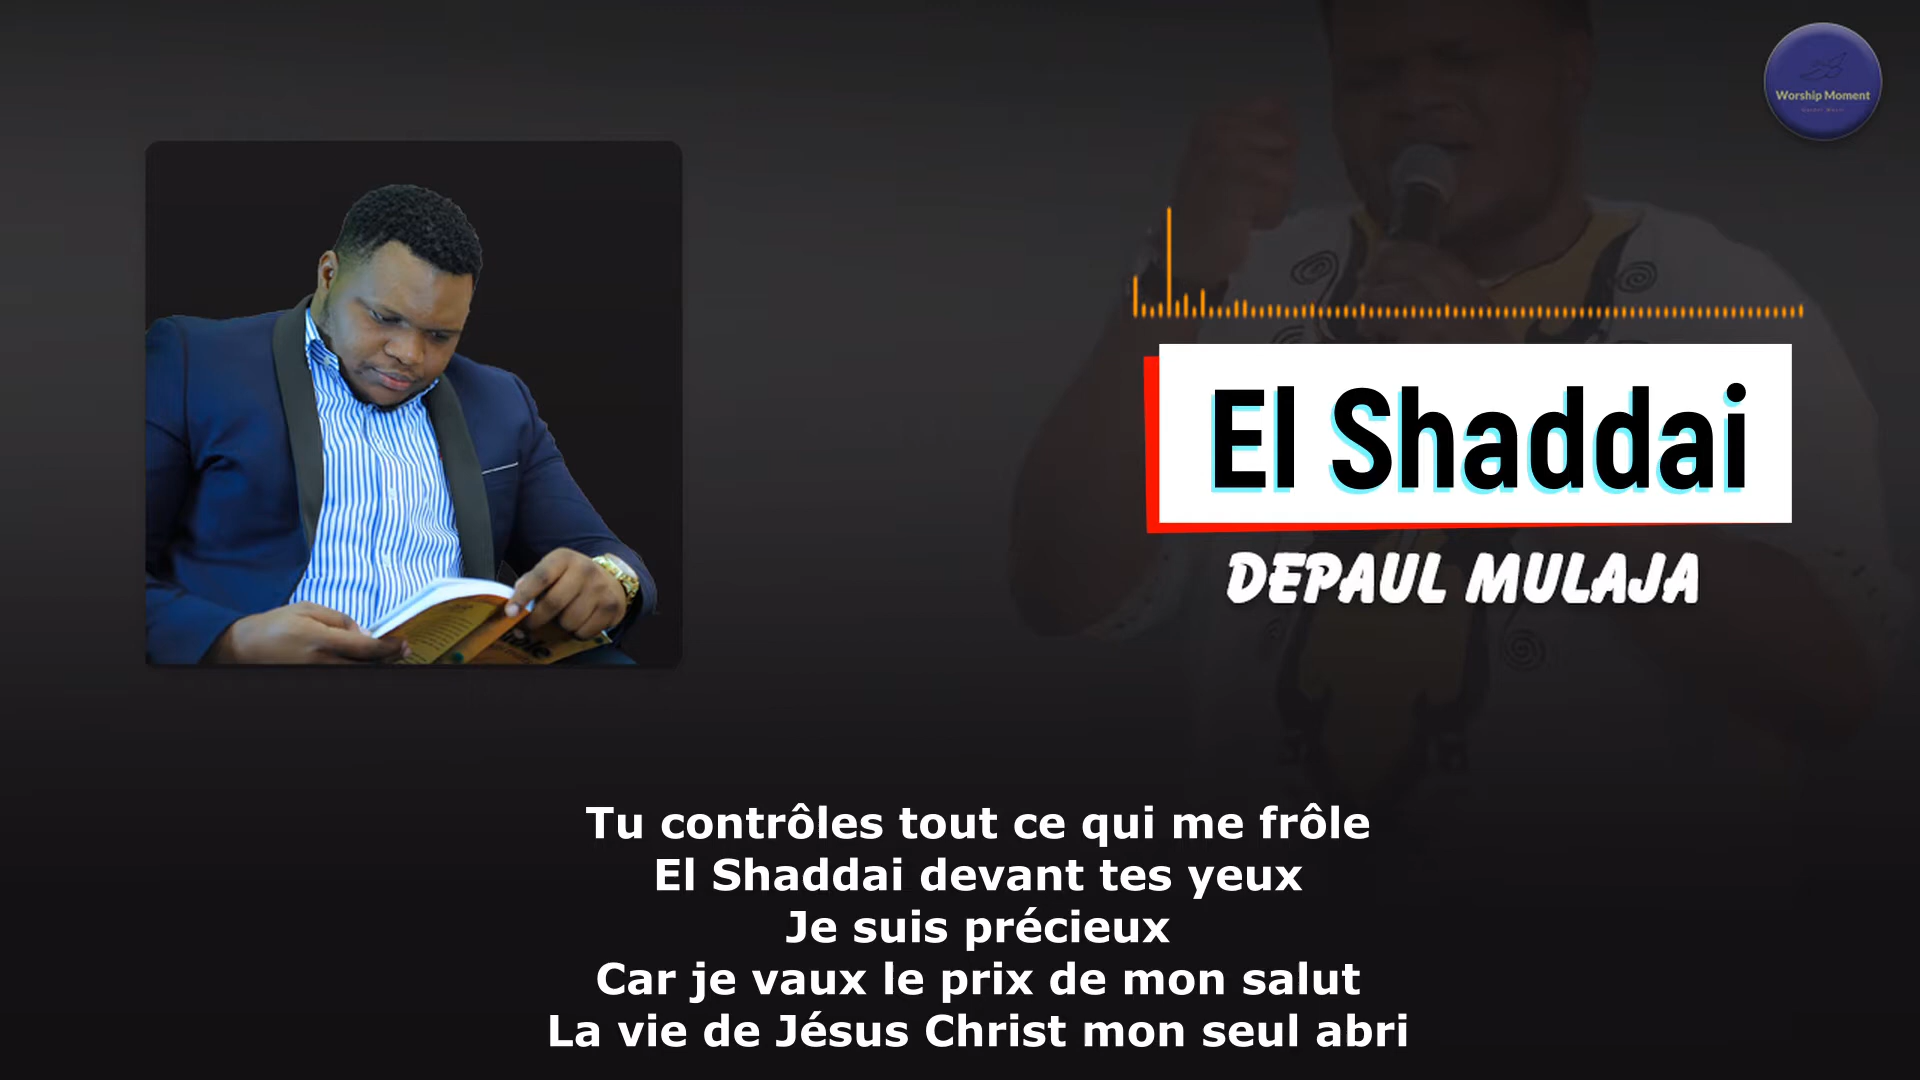 Worship Moment
El Shaddai
DEPAUL MULAJA
Tu contrôles tout ce qui me frôle
El Shaddai devant tes yeux
Je suis précieux
Car je vaux le prix de mon salut
La vie de Jésus Christ mon seul abri